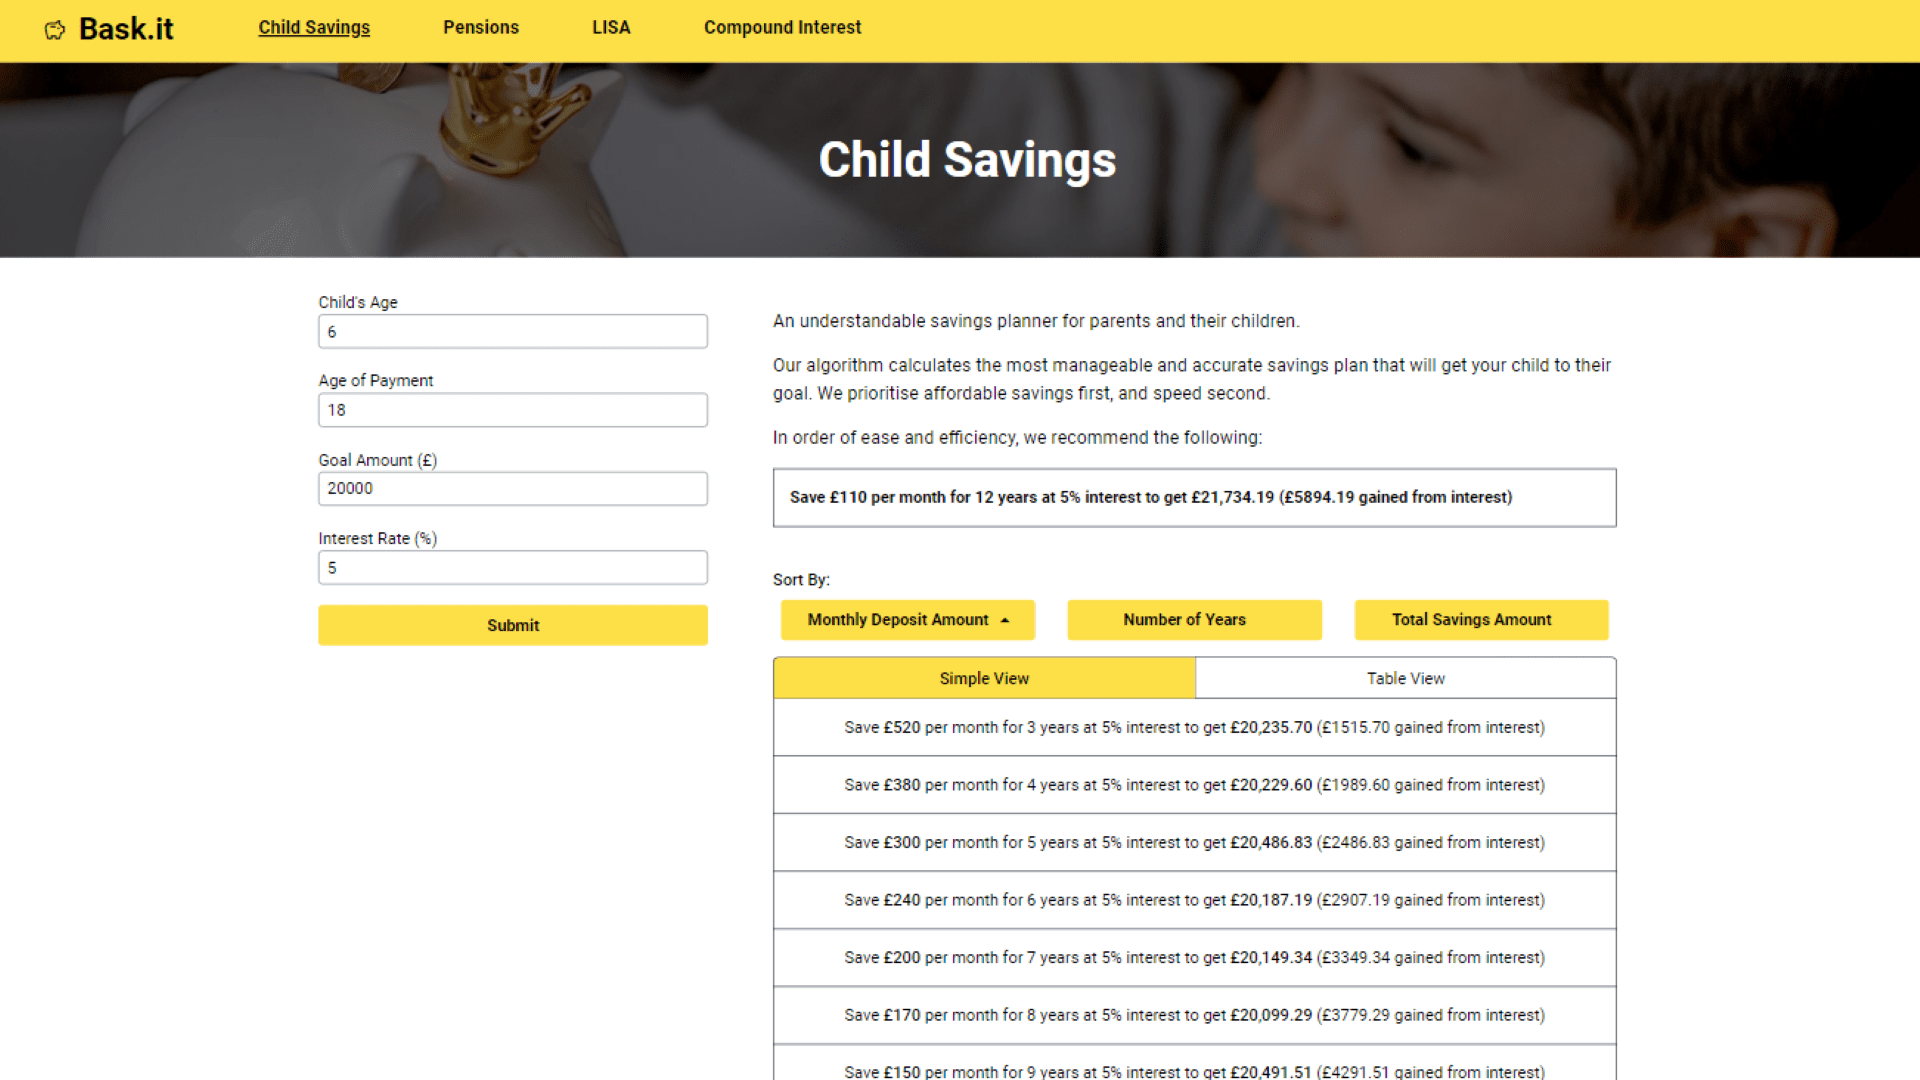 Bask.it
Child Savings
Pensions
LISA
Compound Interest
Child Savings
Child's Age
6
Age of Payment
18
Goal Amount (£)
20000
Interest Rate (%)
5
Submit
An understandable savings planner for parents and their children.
Our algorithm calculates the most manageable and accurate savings plan that will get your child to their
goal. We prioritise affordable savings first, and speed second.
In order of ease and efficiency, we recommend the following:
Save £110 per month for 12 years at 5% interest to get £21,734.19 (£5894.19 gained from interest)
Sort By:
Monthly Deposit Amount
Number of Years
Total Savings Amount
Simple View
Table View
Save £520 per month for 3 years at 5% interest to get £20,235.70 (£1515.70 gained from interest)
Save £380 per month for 4 years at 5% interest to get £20,229.60 (£1989.60 gained from interest)
Save £300 per month for 5 years at 5% interest to get £20,486.83 (£2486.83 gained from interest)
Save £240 per month for 6 years at 5% interest to get £20,187.19 (£2907.19 gained from interest)
Save £200 per month for 7 years at 5% interest to get £20,149.34 (£3349.34 gained from interest)
Save £170 per month for 8 years at 5% interest to get £20,099.29 (£3779.29 gained from interest)
Save £150 per month for 9 years at 5% interest to get £20,491.51 (£4291.51 gained from interest)